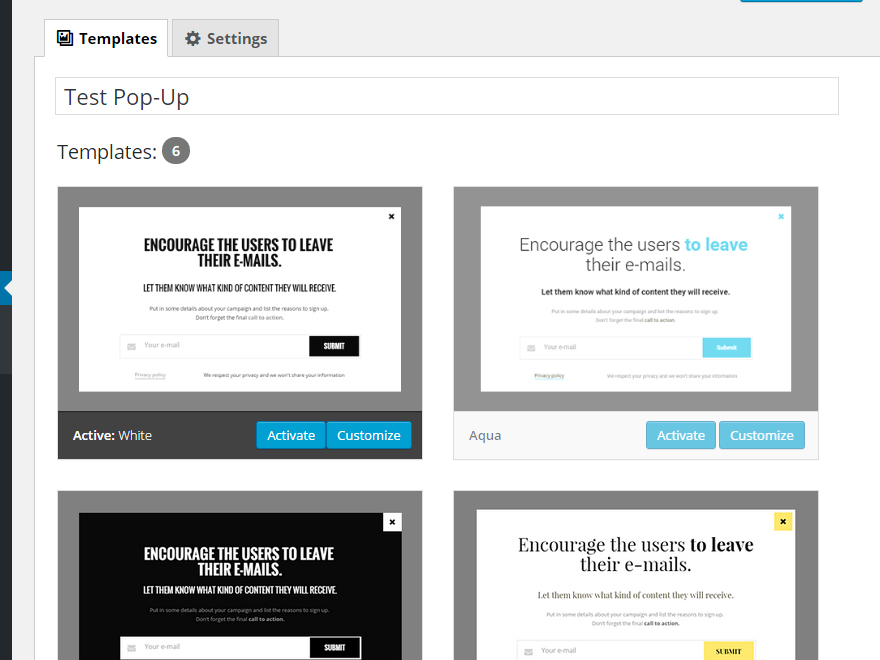 Templates
Settings
Test Pop-Up
Templates: 6
ENCOURAGE THE USERS TO LEAVE
THEIR E-MAILS.
LET THEM KNOW WHAT KIND OF CONTENT THEY WILL RECEIVE.
Put in some details about your campaign and list the reasons to sign up.
Don't forget the final call to action.
Your e-mail
SUBMIT
Privacy policy
We respect your privacy and we won't share your information
Active: White
Activate
Customize
Encourage the users to leave
their e-mails.
Let them know what kind of content they will receive.
Put in some details about your campaign and list the reasons to sign up.
Don't forget the final call to action.
Your e-mail
Submit
Privacy policy
We respect your privacy and we won't share your information
Aqua
Activate
Customize
ENCOURAGE THE USERS TO LEAVE
THEIR E-MAILS.
LET THEM KNOW WHAT KIND OF CONTENT THEY WILL RECEIVE.
Put in some details about your campaign and list the reasons to sign up.
Don't forget the final call to action.
Your e-mail
SUBMIT
Encourage the users to leave
their e-mails.
Let them know what kind of content they will receive.
Put in some details about your campaign and list the reasons to sign up.
Don't forget the final call to action.
Your e-mail
SUBMIT